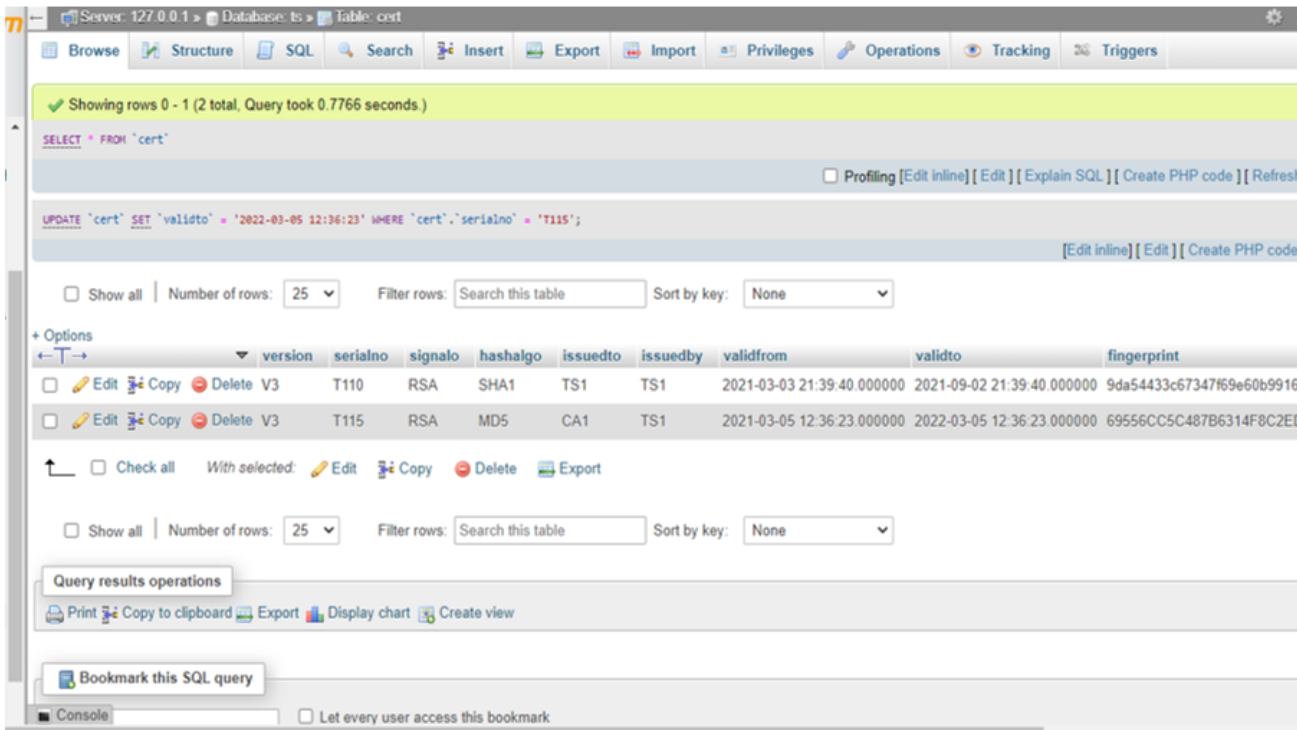 Server: 127.0.0.1 » Database: ts » Table: cert
Browse Structure SQL Search Insert Export Import Privileges Operations Tracking Triggers
Showing rows 0 - 1 (2 total, Query took 0.7766 seconds.)
SELECT * FROM `cert`
Profiling [Edit inline] [ Edit ] [ Explain SQL ] [ Create PHP code ] [ Refresh
UPDATE `cert` SET `validto` = '2022-03-05 12:36:23' WHERE `cert`.`serialno` = 'T115';
[Edit inline] [ Edit ] [ Create PHP code
Show all Number of rows: 25 Filter rows: Search this table Sort by key: None
+ Options
←T→ version serialno signalo hashalgo issuedto issuedby validfrom validto fingerprint
Edit Copy Delete V3 T110 RSA SHA1 TS1 TS1 2021-03-03 21:39:40.000000 2021-09-02 21:39:40.000000 9da54433c67347f69e60b9916
Edit Copy Delete V3 T115 RSA MD5 CA1 TS1 2021-03-05 12:36:23.000000 2022-03-05 12:36:23.000000 69556CC5C487B6314F8C2E
Check all With selected: Edit Copy Delete Export
Show all Number of rows: 25 Filter rows: Search this table Sort by key: None
Query results operations
Print Copy to clipboard Export Display chart Create view
Bookmark this SQL query
Console Let every user access this bookmark